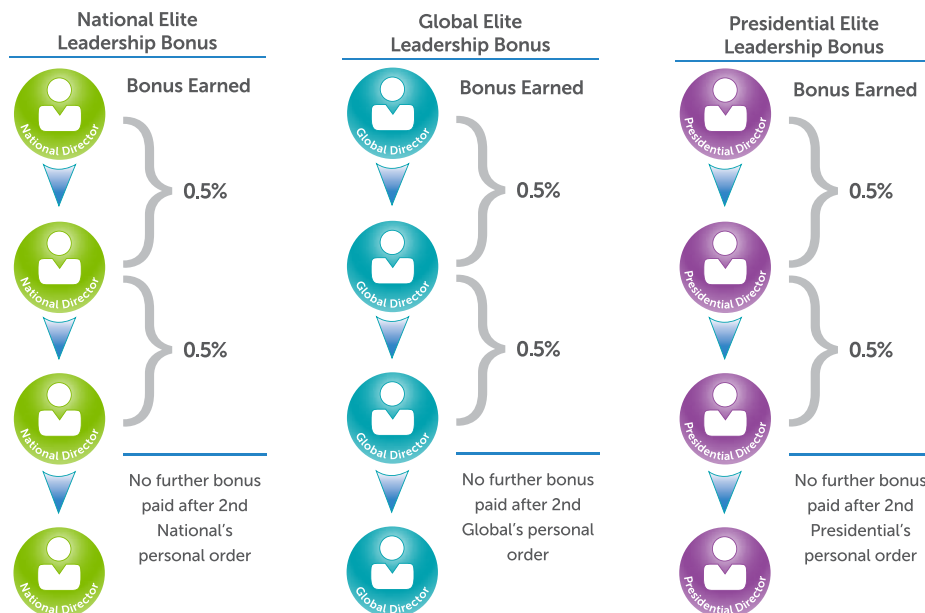 National Elite
Leadership Bonus
Bonus Earned
National Director
0.5%
National Director
0.5%
National Director
No further bonus
paid after 2nd
National's
personal order
National Director
Global Elite
Leadership Bonus
Bonus Earned
Global Director
0.5%
Global Director
0.5%
Global Director
No further bonus
paid after 2nd
Global's personal
order
Global Director
Presidential Elite
Leadership Bonus
Bonus Earned
Presidential Director
0.5%
Presidential Director
0.5%
Presidential Director
No further bonus
paid after 2nd
Presidential's
personal order
Presidential Director